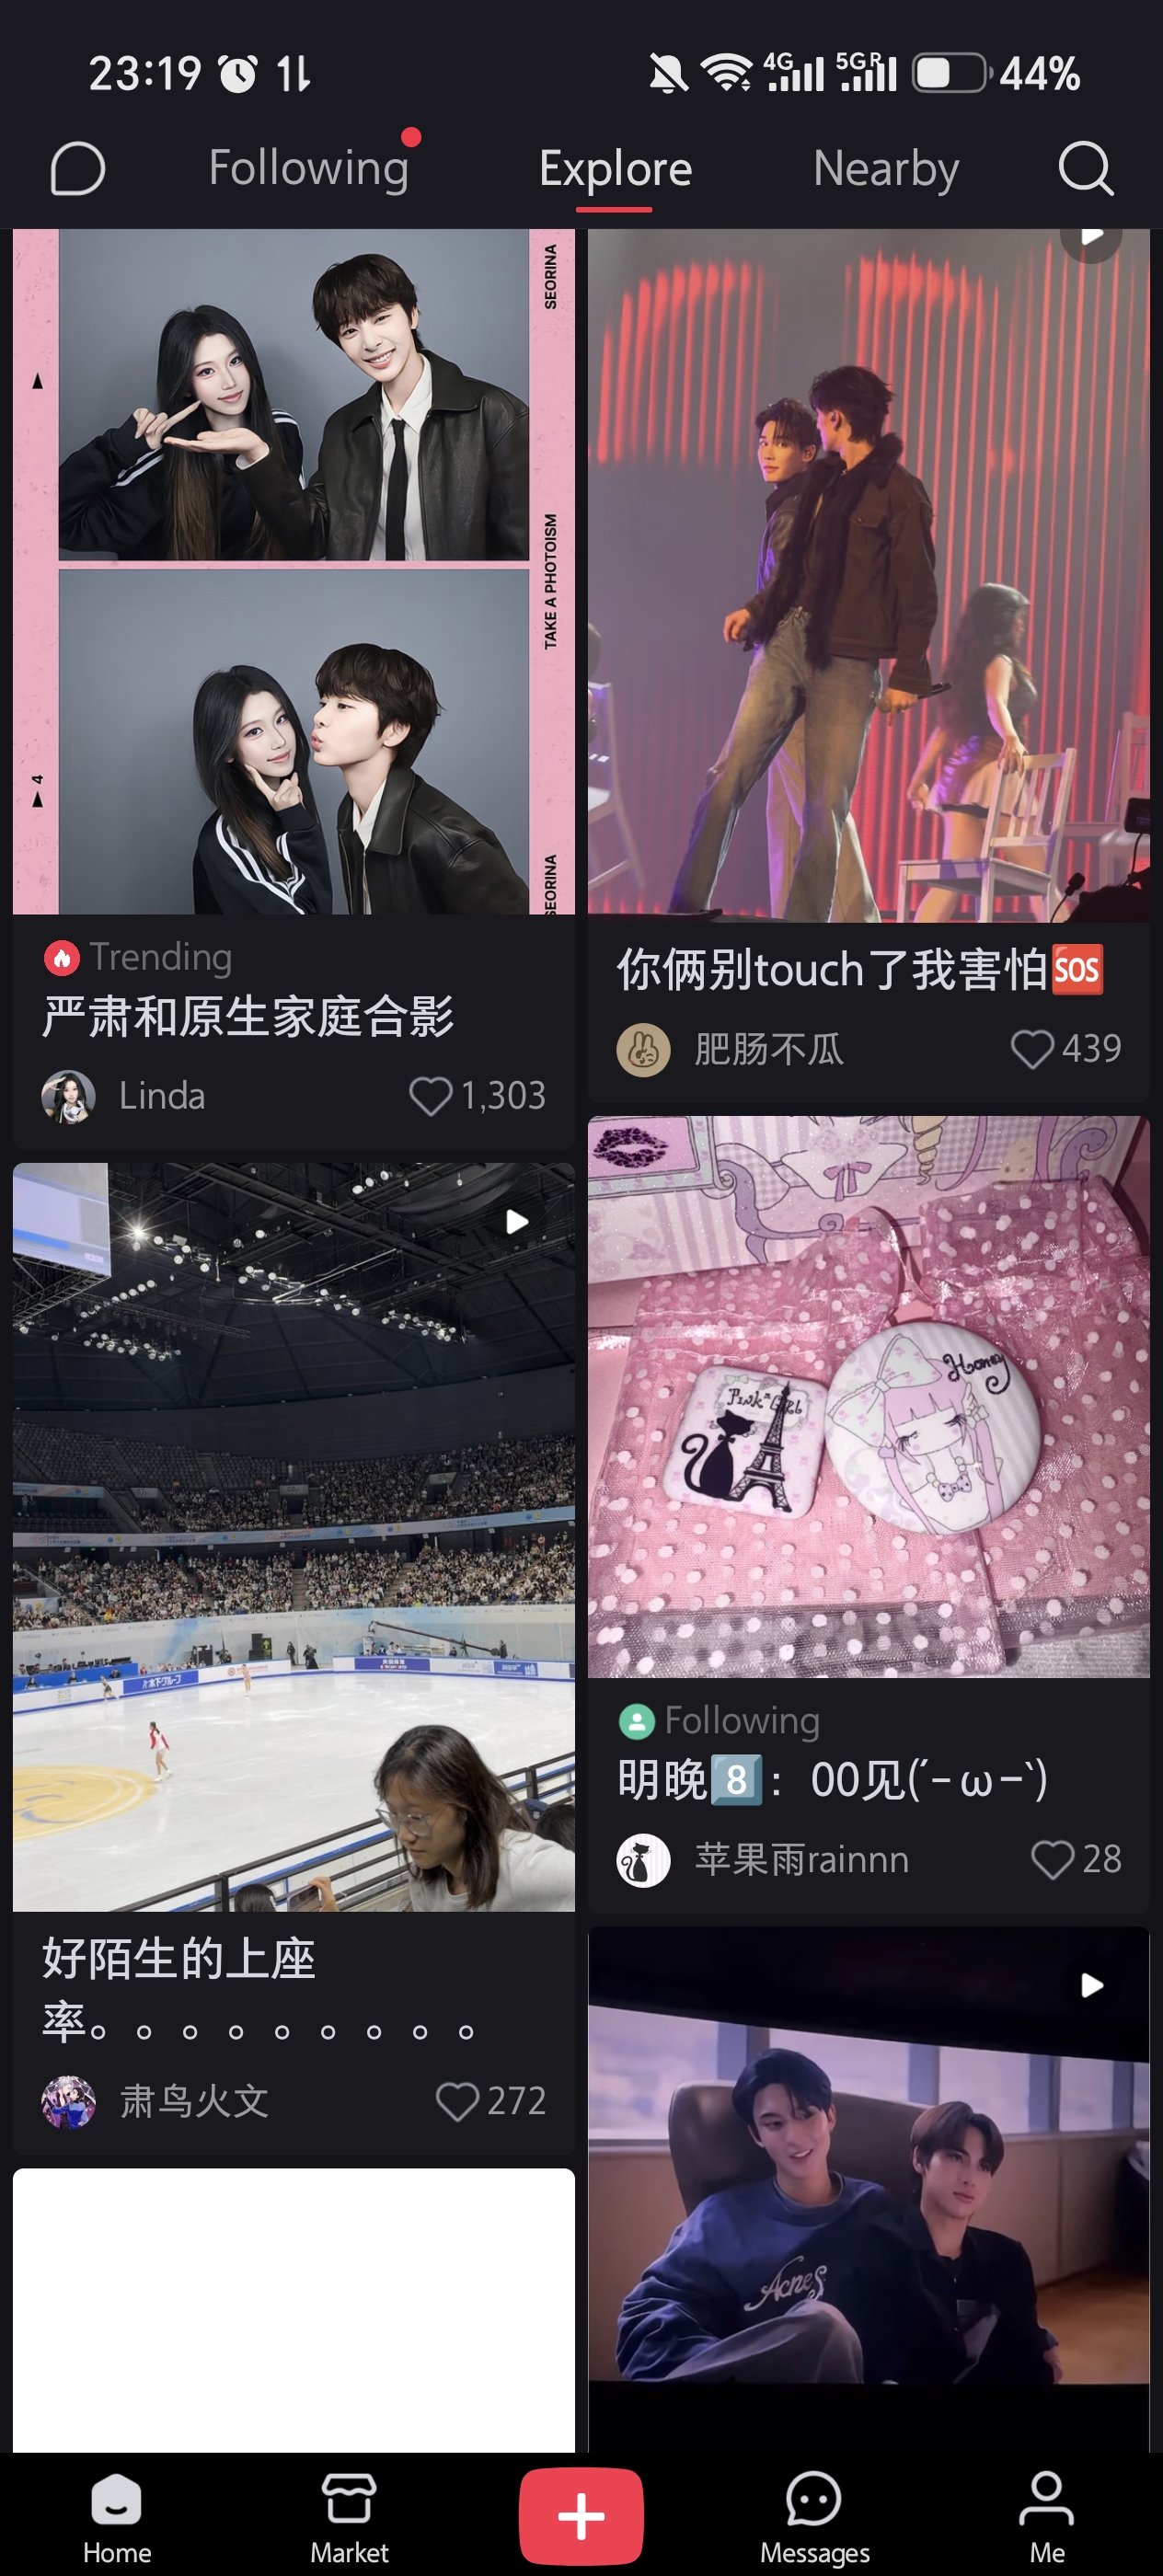 23:19
4G
5G R
44%
Following
Explore
Nearby
SEORINA
TAKE A PHOTOISM
4
SEORINA
Trending
严肃和原生家庭合影
Linda
1,303
你俩别touch了我害怕🆘
肥肠不瓜
439
好陌生的上座
率。。。。。。。。。
肃鸟火文
272
Pink Girl
Honey
Following
明晚8️⃣：00见(´-ω-`)
苹果雨rainnn
28
Acnes
Home
Market
Messages
Me